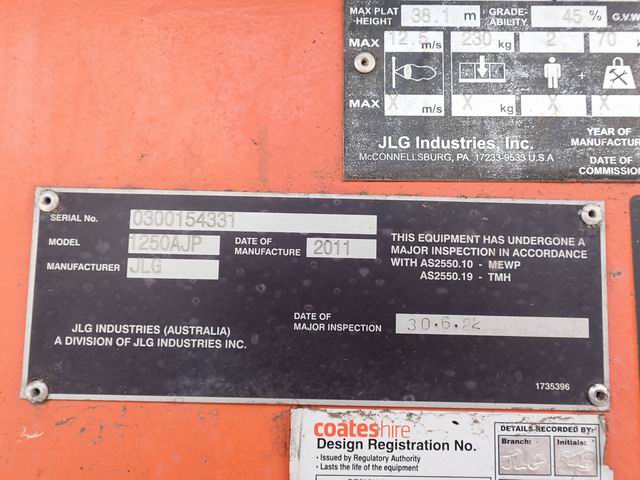 MAX PLAT HEIGHT 38.1 m GRADE-ABILITY 45 % G.V.W
MAX 12.5 m/s 230 kg 2 70
+
MAX X m/s X kg X X
JLG Industries, Inc.
McCONNELLSBURG, PA. 17233-9533 U.S.A
YEAR OF MANUFACTUR
DATE OF COMMISSI
SERIAL No. 0300154331
MODEL 1250AJP DATE OF MANUFACTURE 2011
MANUFACTURER JLG
THIS EQUIPMENT HAS UNDERGONE A
MAJOR INSPECTION IN ACCORDANCE
WITH AS2550.10 - MEWP
AS2550.19 - TMH
JLG INDUSTRIES (AUSTRALIA)
A DIVISION OF JLG INDUSTRIES INC.
DATE OF MAJOR INSPECTION 30.6.22
1735396
coateshire
Design Registration No.
• Issued by Regulatory Authority
• Lasts the life of the equipment
DETAILS RECORDED BY:
Branch: Initials:
JLG